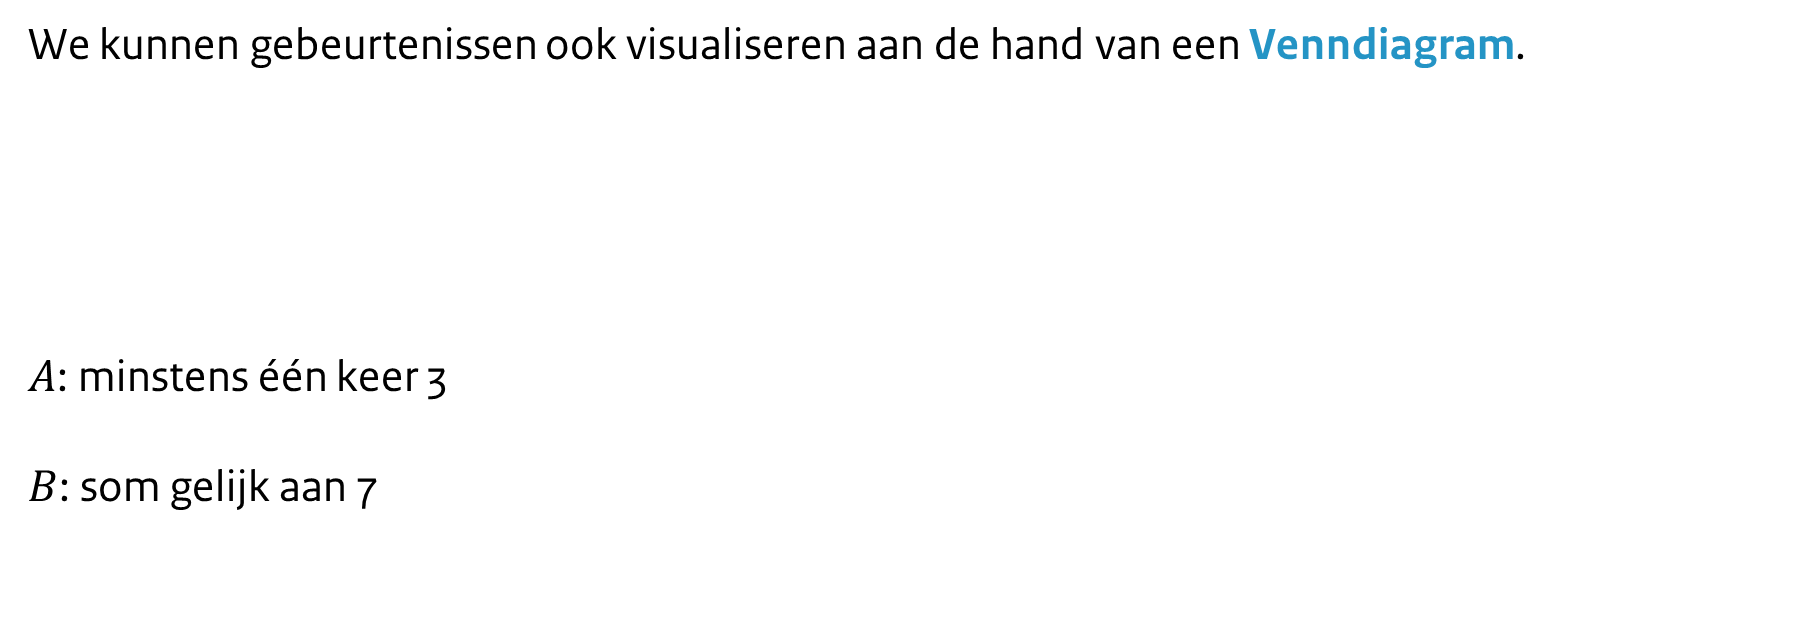 We kunnen gebeurtenissen ook visualiseren aan de hand van een Venndiagram.
A: minstens één keer 3
B: som gelijk aan 7